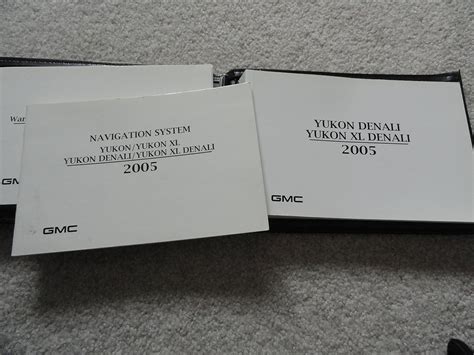 NAVIGATION SYSTEM
YUKON/YUKON XL
YUKON DENALI/YUKON XL DENALI
2005
GMC
YUKON DENALI
YUKON XL DENALI
2005
GMC
GMC